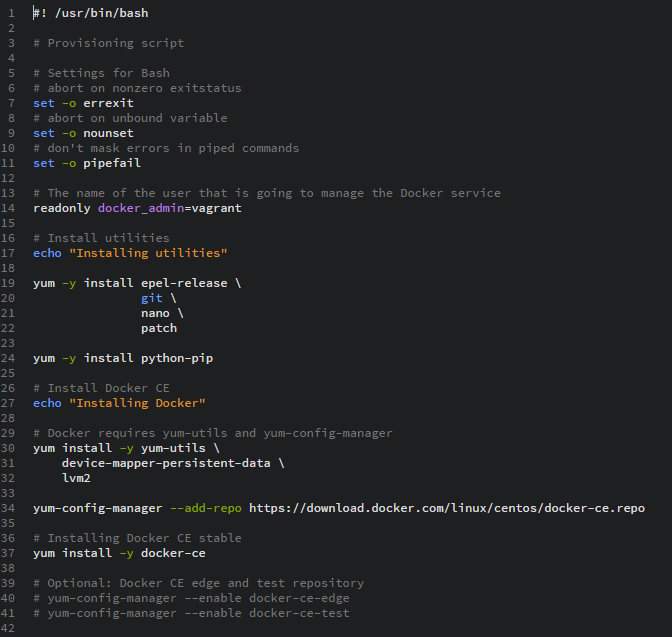 1 #! /usr/bin/bash
2
3 # Provisioning script
4
5 # Settings for Bash
6 # abort on nonzero exitstatus
7 set -o errexit
8 # abort on unbound variable
9 set -o nounset
10 # don't mask errors in piped commands
11 set -o pipefail
12
13 # The name of the user that is going to manage the Docker service
14 readonly docker_admin=vagrant
15
16 # Install utilities
17 echo "Installing utilities"
18
19 yum -y install epel-release \
20                git \
21                nano \
22                patch
23
24 yum -y install python-pip
25
26 # Install Docker CE
27 echo "Installing Docker"
28
29 # Docker requires yum-utils and yum-config-manager
30 yum install -y yum-utils \
31     device-mapper-persistent-data \
32     lvm2
33
34 yum-config-manager --add-repo https://download.docker.com/linux/centos/docker-ce.repo
35
36 # Installing Docker CE stable
37 yum install -y docker-ce
38
39 # Optional: Docker CE edge and test repository
40 # yum-config-manager --enable docker-ce-edge
41 # yum-config-manager --enable docker-ce-test
42